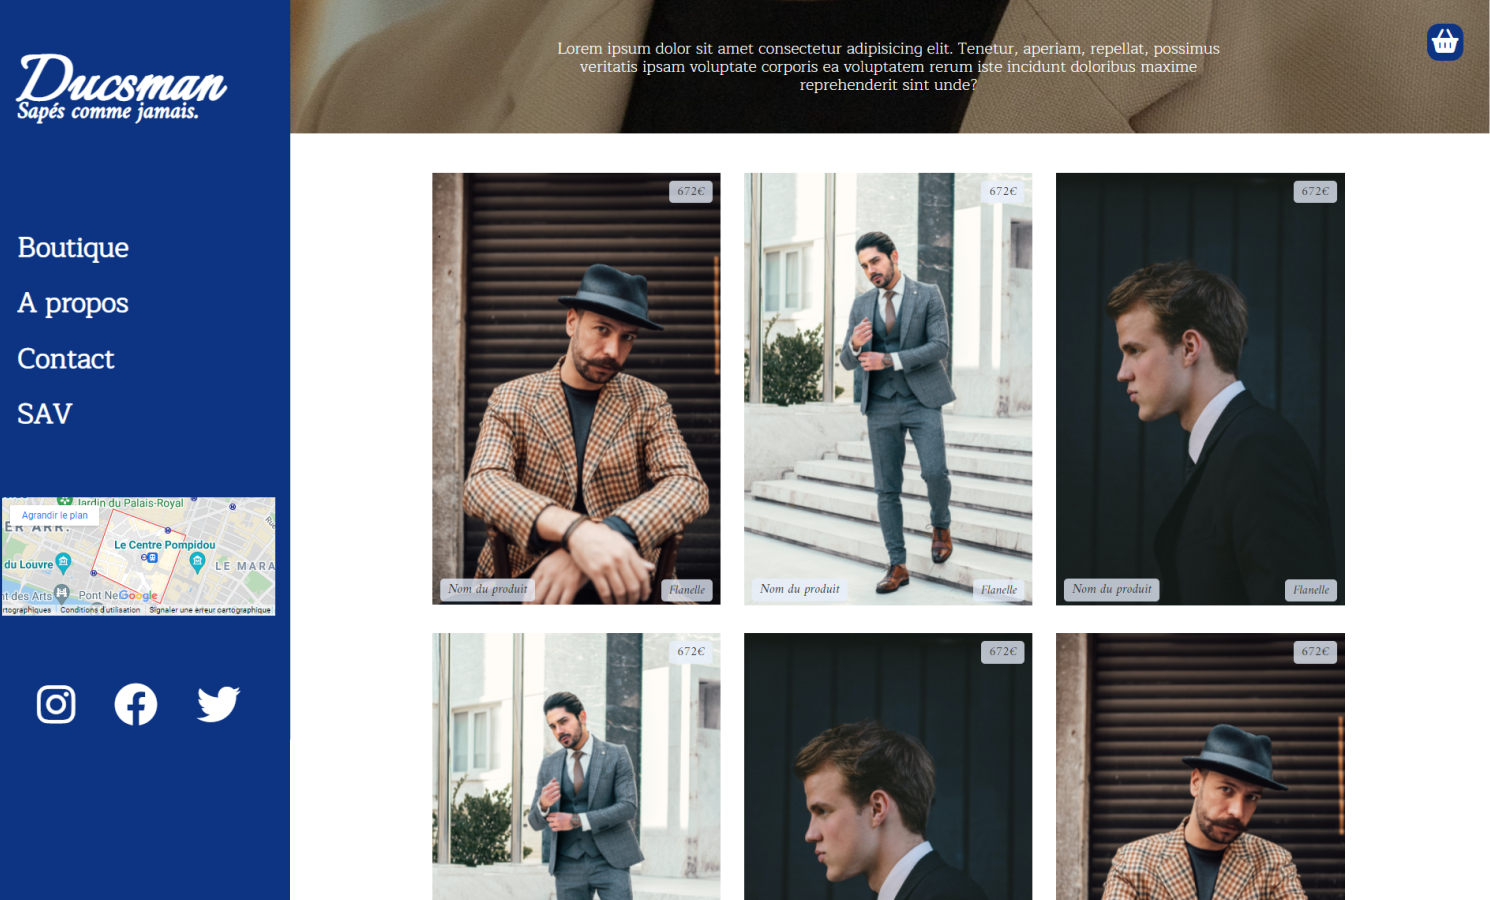 Ducsman
Sapés comme jamais.
Boutique
A propos
Contact
SAV
Jardin du Palais-Royal
Agrandir le plan
ER ARR.
Le Centre Pompidou
du Louvre
LE MARA
nt des Arts
Pont Ne
Google
rtographiques
Conditions d'utilisation
Signaler une erreur cartographique
Lorem ipsum dolor sit amet consectetur adipisicing elit. Tenetur, aperiam, repellat, possimus
veritatis ipsam voluptate corporis ea voluptatem rerum iste incidunt doloribus maxime
reprehenderit sint unde?
672€
672€
672€
Nom du produit
Flanelle
Nom du produit
Flanelle
Nom du produit
Flanelle
672€
672€
672€